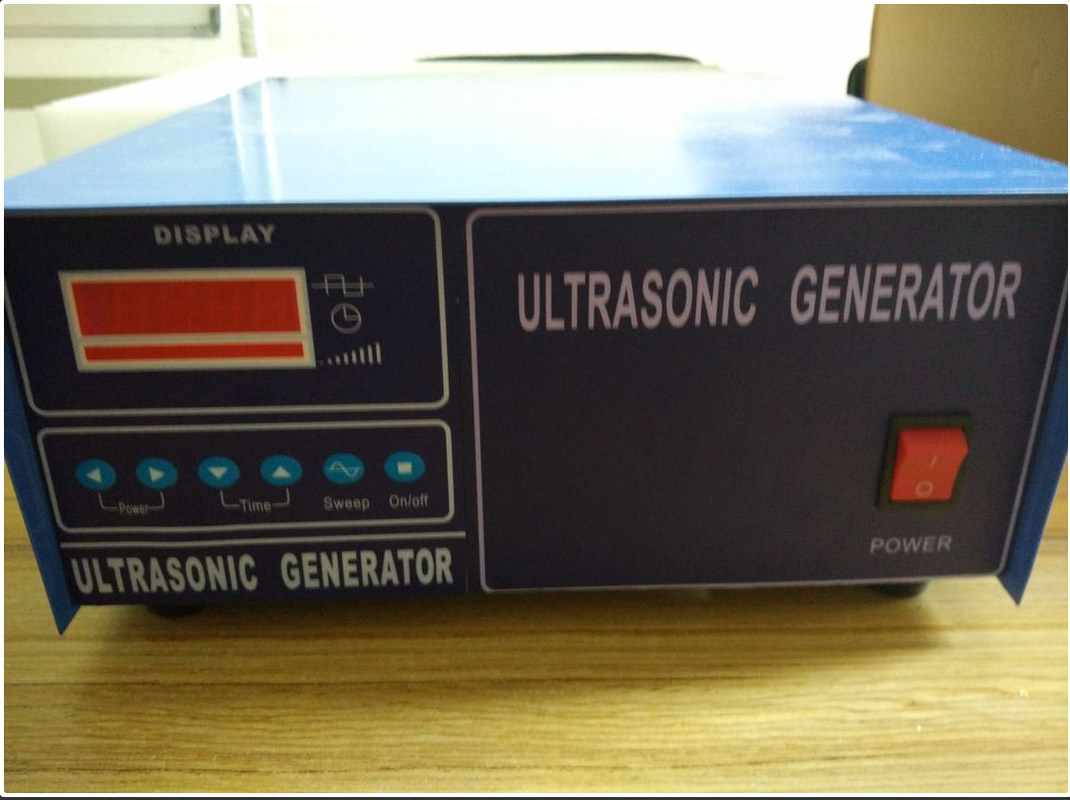 DISPLAY
ULTRASONIC GENERATOR
Power
Time
Sweep
On/off
I
O
POWER
ULTRASONIC GENERATOR